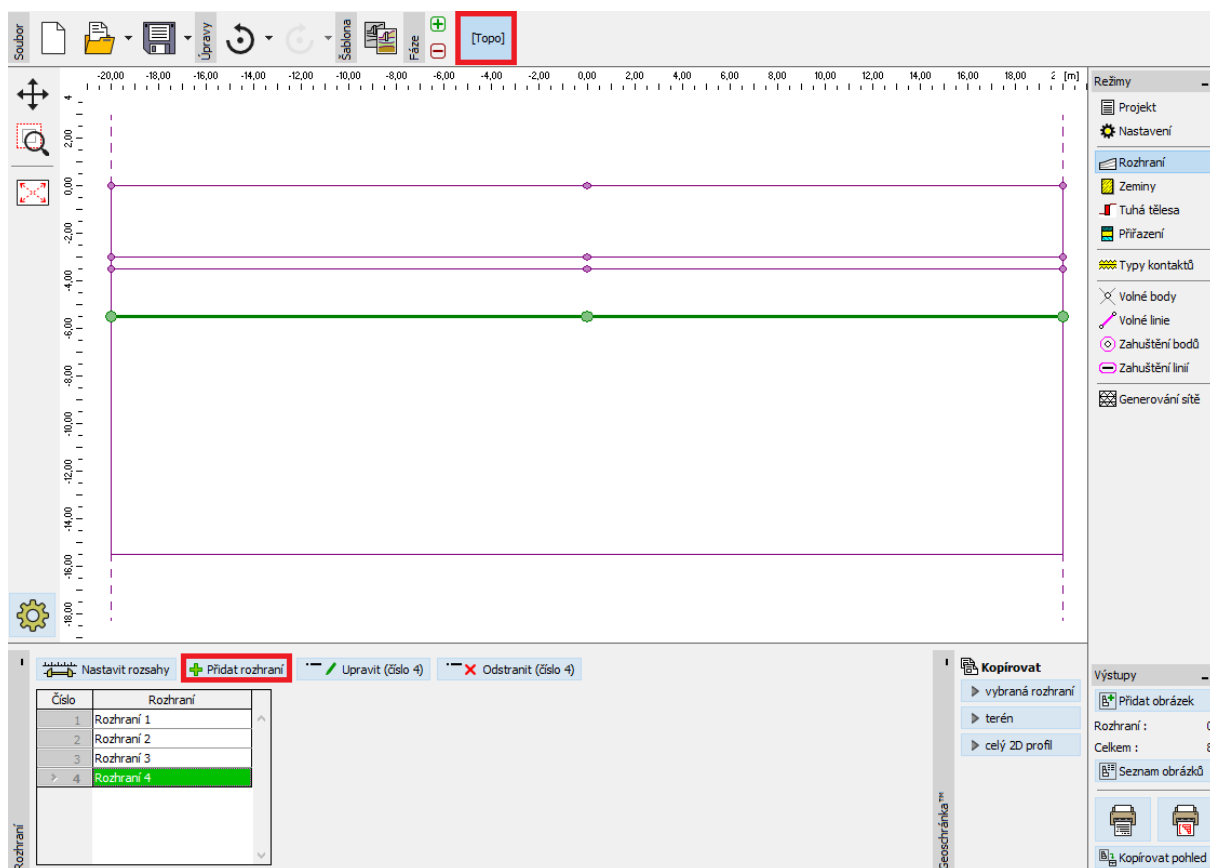 Soubor
Úpravy
Šablona
Fáze
[Topo]
-20,00 -18,00 -16,00 -14,00 -12,00 -10,00 -8,00 -6,00 -4,00 -2,00 0,00 2,00 4,00 6,00 8,00 10,00 12,00 14,00 16,00 18,00 2 [m]
2,00
0,00
-2,00
-4,00
-6,00
-8,00
-10,00
-12,00
-14,00
-16,00
-18,00
Režimy
Projekt
Nastavení
Rozhraní
Zeminy
Tuhá tělesa
Přiřazení
Typy kontaktů
Volné body
Volné linie
Zahuštění bodů
Zahuštění linií
Generování sítě
Nastavit rozsahy
Přidat rozhraní
Upravit (číslo 4)
Odstranit (číslo 4)
Číslo Rozhraní
1 Rozhraní 1
2 Rozhraní 2
3 Rozhraní 3
> 4 Rozhraní 4
Rozhraní
Kopírovat
vybraná rozhraní
terén
celý 2D profil
Geoschránka™
Výstupy
Přidat obrázek
Rozhraní : 0
Celkem : 8
Seznam obrázků
Kopírovat pohled